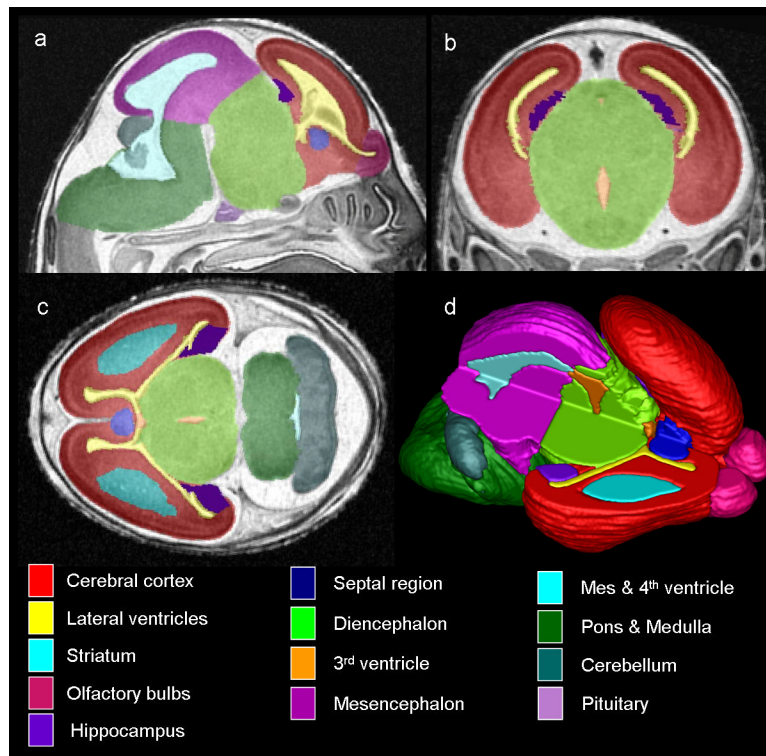 a
b
c
d
Cerebral cortex
Lateral ventricles
Striatum
Olfactory bulbs
Hippocampus
Septal region
Diencephalon
3rd ventricle
Mesencephalon
Mes & 4th ventricle
Pons & Medulla
Cerebellum
Pituitary